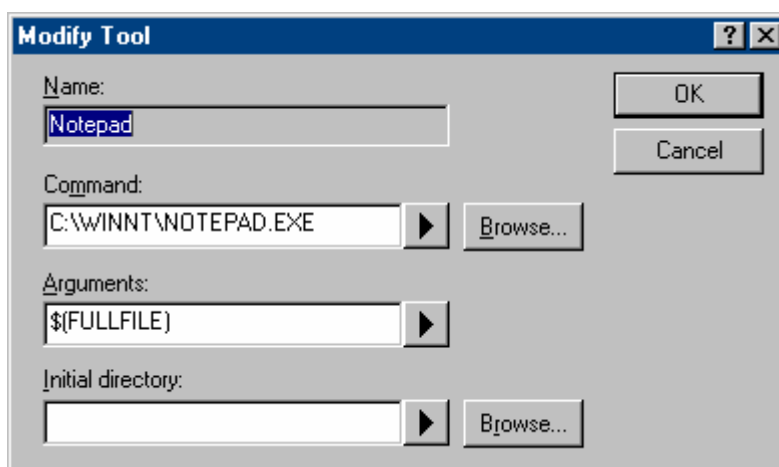 Modify Tool
Name:
OK
Notepad
Cancel
Command:
C:\WINNT\NOTEPAD.EXE
Browse...
Arguments:
$(FULLFILE)
Initial directory:
Browse...